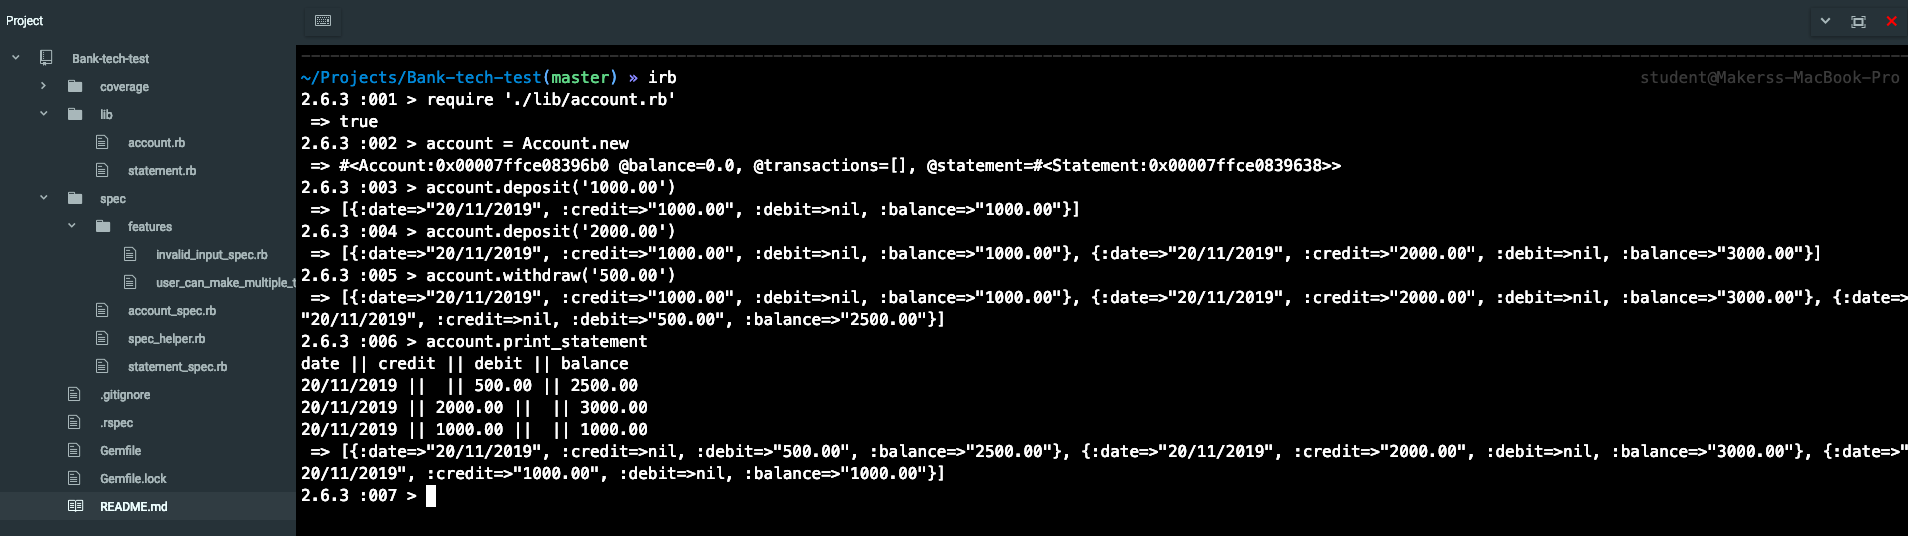 Project
Bank-tech-test
coverage
lib
account.rb
statement.rb
spec
features
invalid_input_spec.rb
user_can_make_multiple_t
account_spec.rb
spec_helper.rb
statement_spec.rb
.gitignore
.rspec
Gemfile
Gemfile.lock
README.md
~/Projects/Bank-tech-test(master) » irb student@Makerss-MacBook-Pro
2.6.3 :001 > require './lib/account.rb'
=> true
2.6.3 :002 > account = Account.new
=> #<Account:0x00007ffce08396b0 @balance=0.0, @transactions=[], @statement=#<Statement:0x00007ffce0839638>>
2.6.3 :003 > account.deposit('1000.00')
=> [{:date=>"20/11/2019", :credit=>"1000.00", :debit=>nil, :balance=>"1000.00"}]
2.6.3 :004 > account.deposit('2000.00')
=> [{:date=>"20/11/2019", :credit=>"1000.00", :debit=>nil, :balance=>"1000.00"}, {:date=>"20/11/2019", :credit=>"2000.00", :debit=>nil, :balance=>"3000.00"}]
2.6.3 :005 > account.withdraw('500.00')
=> [{:date=>"20/11/2019", :credit=>"1000.00", :debit=>nil, :balance=>"1000.00"}, {:date=>"20/11/2019", :credit=>"2000.00", :debit=>nil, :balance=>"3000.00"}, {:date=>
"20/11/2019", :credit=>nil, :debit=>"500.00", :balance=>"2500.00"}]
2.6.3 :006 > account.print_statement
date || credit || debit || balance
20/11/2019 ||  || 500.00 || 2500.00
20/11/2019 || 2000.00 ||  || 3000.00
20/11/2019 || 1000.00 ||  || 1000.00
=> [{:date=>"20/11/2019", :credit=>nil, :debit=>"500.00", :balance=>"2500.00"}, {:date=>"20/11/2019", :credit=>"2000.00", :debit=>nil, :balance=>"3000.00"}, {:date=>"
20/11/2019", :credit=>"1000.00", :debit=>nil, :balance=>"1000.00"}]
2.6.3 :007 >